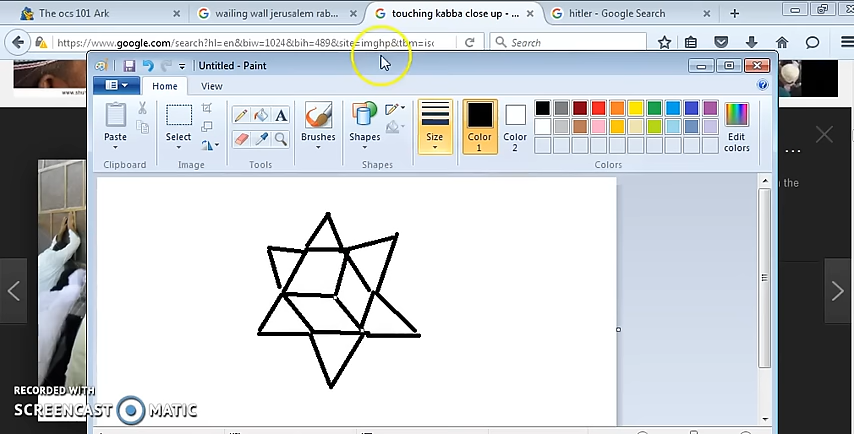 The ocs 101 Ark
wailing wall jerusalem rab...
touching kabba close up - ...
hitler - Google Search
https://www.google.com/search?hl=en&biw=1024&bih=489&site=imghp&tbm=isc
Search
Untitled - Paint
Home
View
Paste
Select
Brushes
Shapes
Size
Color 1
Color 2
Edit colors
Clipboard
Image
Tools
Shapes
Colors
...
the
RECORDED WITH
SCREENCAST MATIC